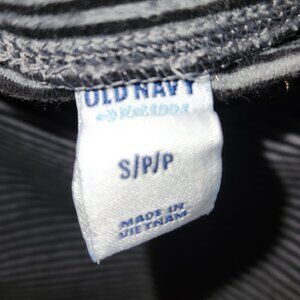 OLD NAVY
S/P/P
MADE IN
VIETNAM